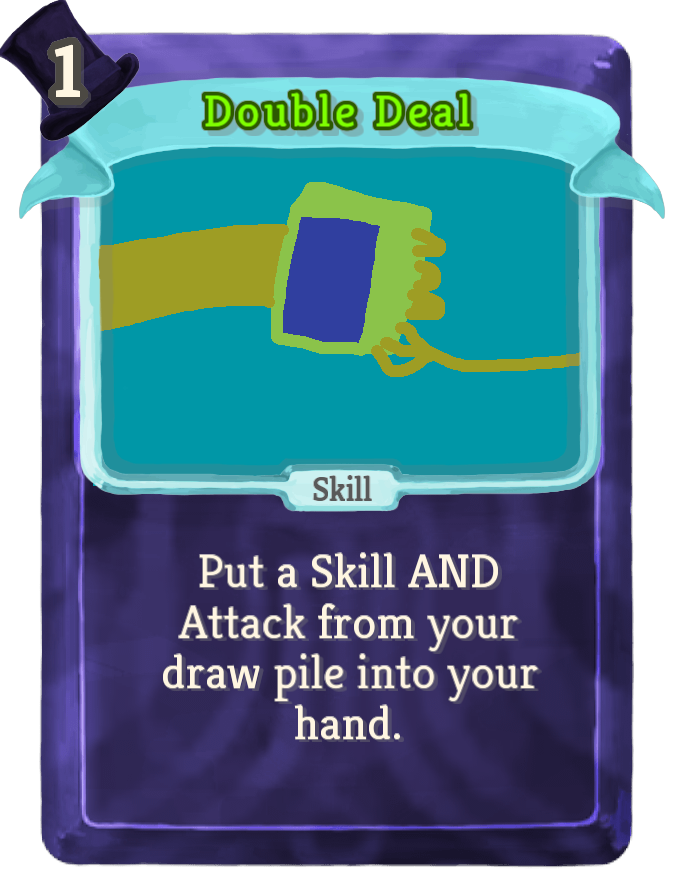 1
Double Deal
Skill
Put a Skill AND
Attack from your
draw pile into your
hand.